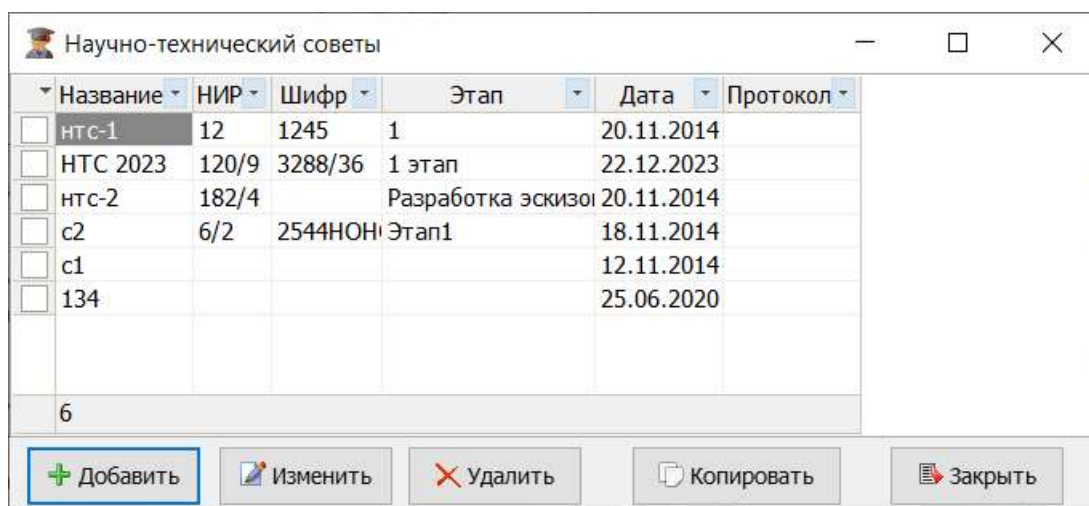 Научно-технический советы
Название НИР Шифр Этап Дата Протокол
нтс-1 12 1245 1 20.11.2014
НТС 2023 120/9 3288/36 1 этап 22.12.2023
нтс-2 182/4 Разработка 20.11.2014
с2 6/2 Этап1 18.11.2014
с1 12.11.2014
134 25.06.2020
6
Добавить Изменить Удалить Копировать Закрыть